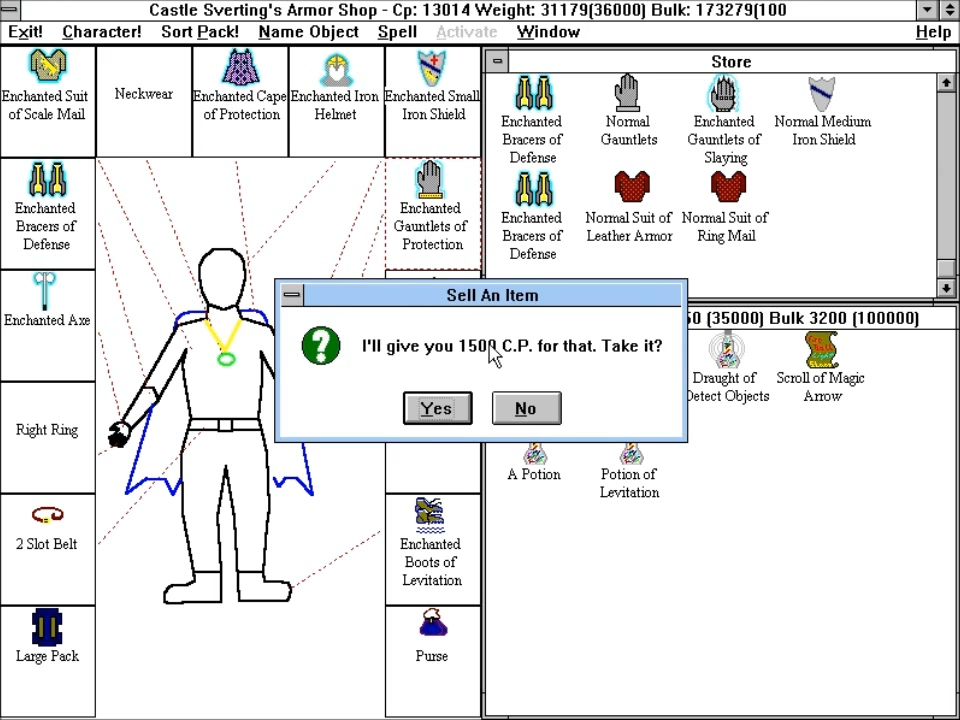 Castle Sverting's Armor Shop - Cp: 13014 Weight: 31179(36000) Bulk: 173279(100
Exit! Character! Sort Pack! Name Object Spell Activate Window Help
Enchanted Suit
of Scale Mail
Neckwear
Enchanted Cape
of Protection
Enchanted Iron
Helmet
Enchanted Small
Iron Shield
Enchanted
Bracers of
Defense
Enchanted
Gauntlets of
Protection
Enchanted Axe
Right Ring
2 Slot Belt
Enchanted
Boots of
Levitation
Large Pack
Purse
Store
Enchanted
Bracers of
Defense
Normal
Gauntlets
Enchanted
Gauntlets of
Slaying
Normal Medium
Iron Shield
Enchanted
Bracers of
Defense
Normal Suit of
Leather Armor
Normal Suit of
Ring Mail
(35000) Bulk 3200 (100000)
Draught of
Detect Objects
Scroll of Magic
Arrow
A Potion
Potion of
Levitation
Sell An Item
?
I'll give you 1500 C.P. for that. Take it?
Yes
No